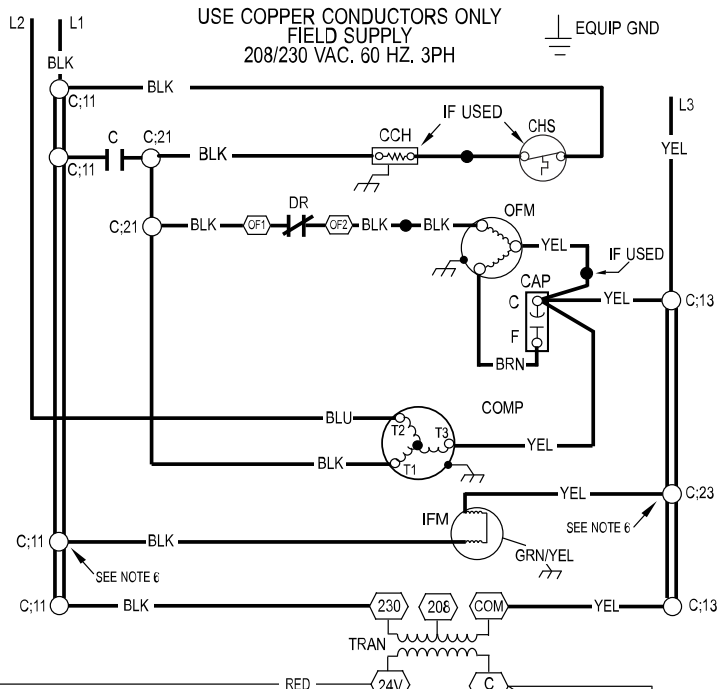 USE COPPER CONDUCTORS ONLY
FIELD SUPPLY
208/230 VAC. 60 HZ. 3PH
L2
L1
EQUIP GND
BLK
C;11
BLK
L3
IF USED
CCH
CHS
C
C;21
C;11
BLK
YEL
DR
OFM
C;21
BLK
OF1
OF2
BLK
BLK
YEL
IF USED
CAP
C
YEL
C;13
F
BRN
BLU
COMP
T2
T3
YEL
BLK
T1
YEL
C;23
IFM
SEE NOTE 6
C;11
BLK
GRN/YEL
SEE NOTE 6
C;11
BLK
230
208
COM
YEL
C;13
TRAN
RED
24V
C